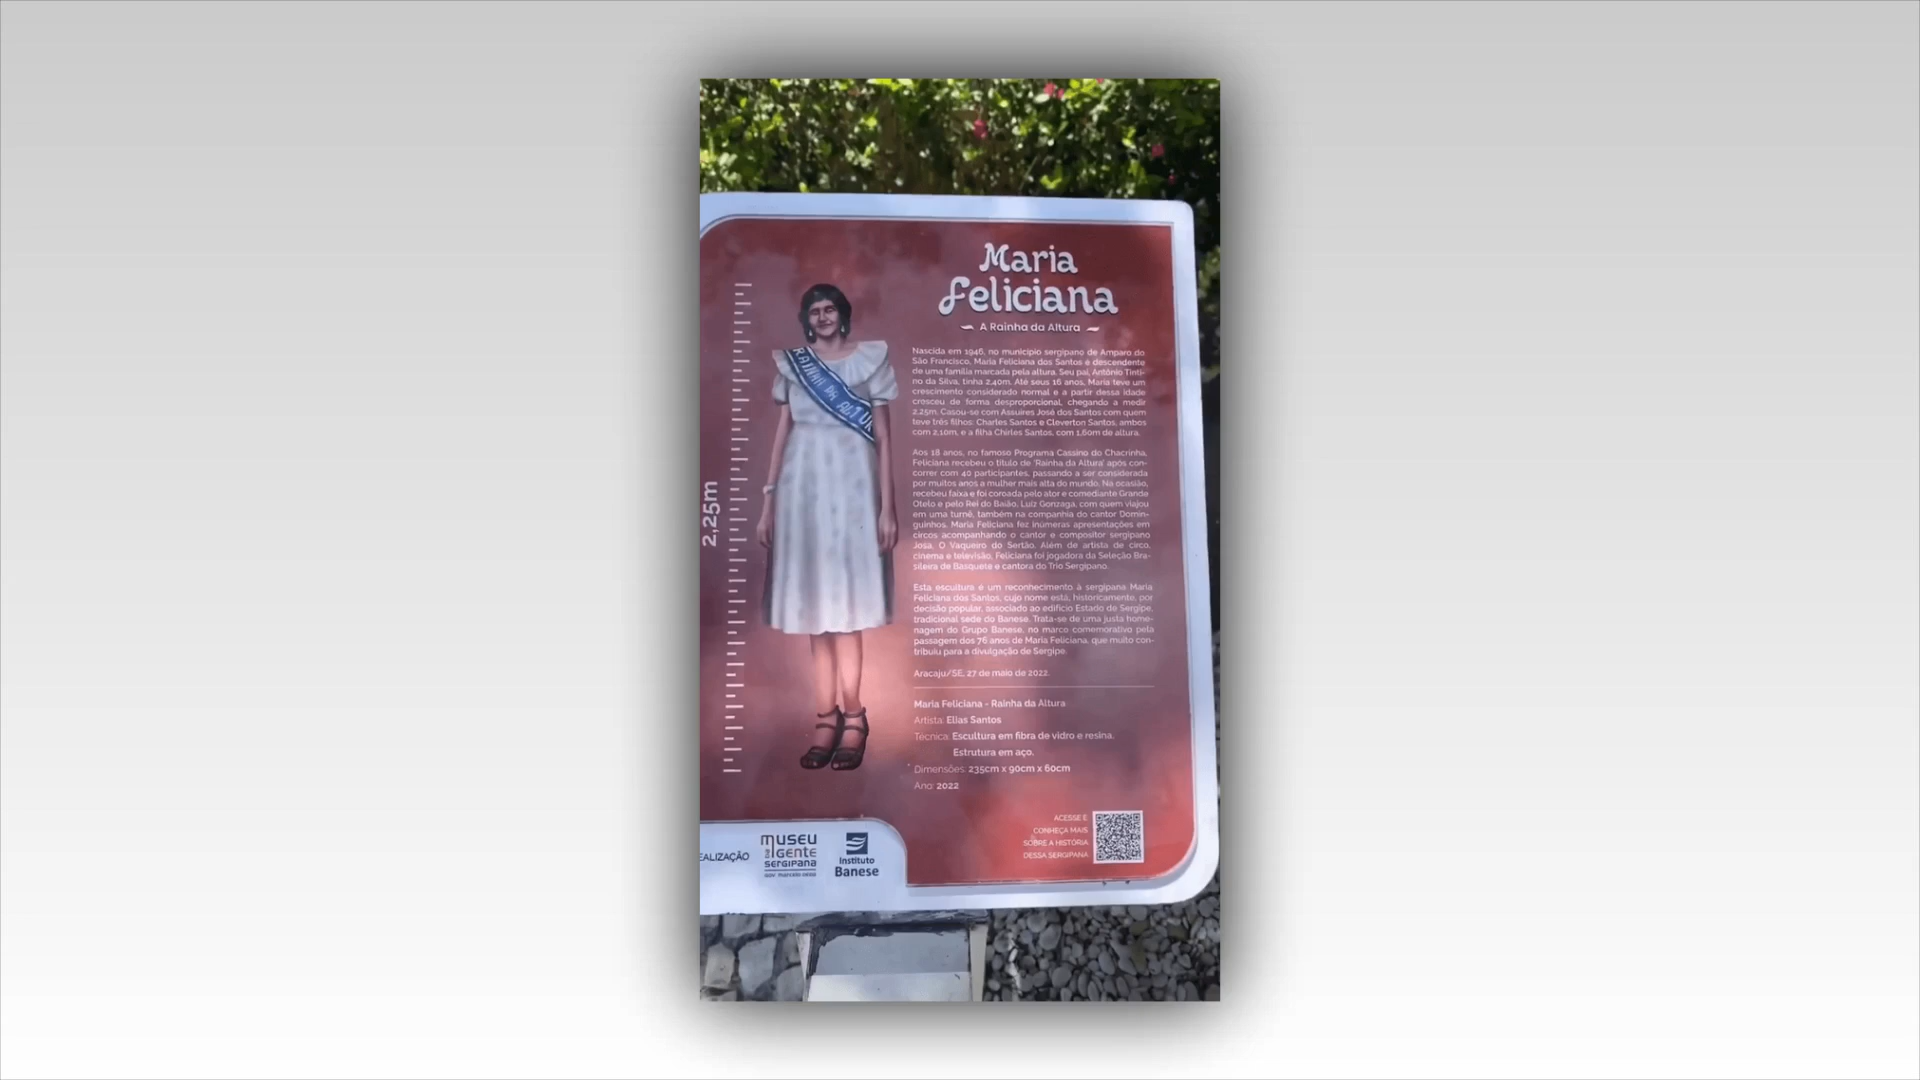 Maria
Feliciana
A Rainha da Altura
Nascida em 1946, no município sergipano de Amparo do
São Francisco, Maria Feliciana dos Santos é descendente
de uma família marcada pela altura. Seu pai, Antônio Tinti-
no da Silva, tinha 2,40m. Até seus 16 anos, Maria teve um
crescimento considerado normal e a partir dessa idade
cresceu de forma desproporcional, chegando a medir
2,25m. Casou-se com Assuires José dos Santos com quem
teve três filhos: Charles Santos e Cleverton Santos, ambos
com 2,10m, e a filha Chirles Santos, com 1,60m de altura.
Aos 18 anos, no famoso Programa Cassino do Chacrinha,
Feliciana recebeu o título de 'Rainha da Altura' após con-
correr com 40 participantes, passando a ser considerada
por muitos anos a mulher mais alta do mundo. Na ocasião,
recebeu faixa e foi coroada pelo ator e comediante Grande
Otelo e pelo Rei do Baião, Luiz Gonzaga, com quem viajou
em uma turnê, também na companhia do cantor Domin-
guinhos. Maria Feliciana fez inúmeras apresentações em
circos acompanhando o cantor e compositor sergipano
Josa, O Vaqueiro do Sertão. Além de artista de circo,
cinema e televisão, Feliciana foi jogadora da Seleção Bra-
sileira de Basquete e cantora do Trio Sergipano.
Esta escultura é um reconhecimento à sergipana Maria
Feliciana dos Santos, cujo nome está, historicamente, por
decisão popular, associado ao edifício Estado de Sergipe,
tradicional sede do Banese. Trata-se de uma justa home-
nagem do Grupo Banese, no marco comemorativo pela
passagem dos 76 anos de Maria Feliciana, que muito con-
tribuiu para a divulgação de Sergipe.
Aracaju/SE, 27 de maio de 2022.
Maria Feliciana - Rainha da Altura
Artista: Elias Santos
Técnica: Escultura em fibra de vidro e resina.
Estrutura em aço.
Dimensões: 235cm x 90cm x 60cm
Ano: 2022
ACESSE E
CONHEÇA MAIS
SOBRE A HISTÓRIA
DESSA SERGIPANA
2,25m
RAINHA DA ALTUR
EALIZAÇÃO
MUSEU
DA GENTE
SERGIPANA
GOV. MARCELO DÉDA
Instituto
Banese